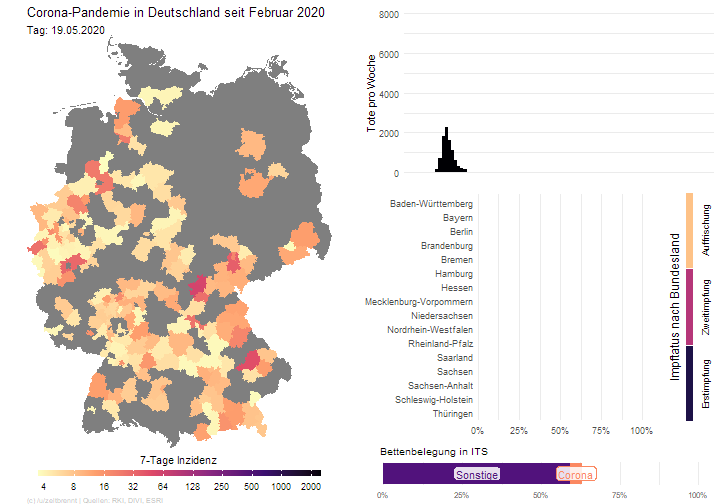 Corona-Pandemie in Deutschland seit Februar 2020
Tag: 19.05.2020
7-Tage Inzidenz
4 8 16 32 64 128 250 500 1000 2000
(c) /u/zeitbremst | Quellen: RKI, DIVI, ESRI
Tote pro Woche
8000
6000
4000
2000
0
Impfstatus nach Bundesland
Baden-Württemberg
Bayern
Berlin
Brandenburg
Bremen
Hamburg
Hessen
Mecklenburg-Vorpommern
Niedersachsen
Nordrhein-Westfalen
Rheinland-Pfalz
Saarland
Sachsen
Sachsen-Anhalt
Schleswig-Holstein
Thüringen
0% 25% 50% 75% 100%
Auffrischung
Zweitimpfung
Erstimpfung
Bettenbelegung in ITS
Sonstige Corona
0% 25% 50% 75% 100%